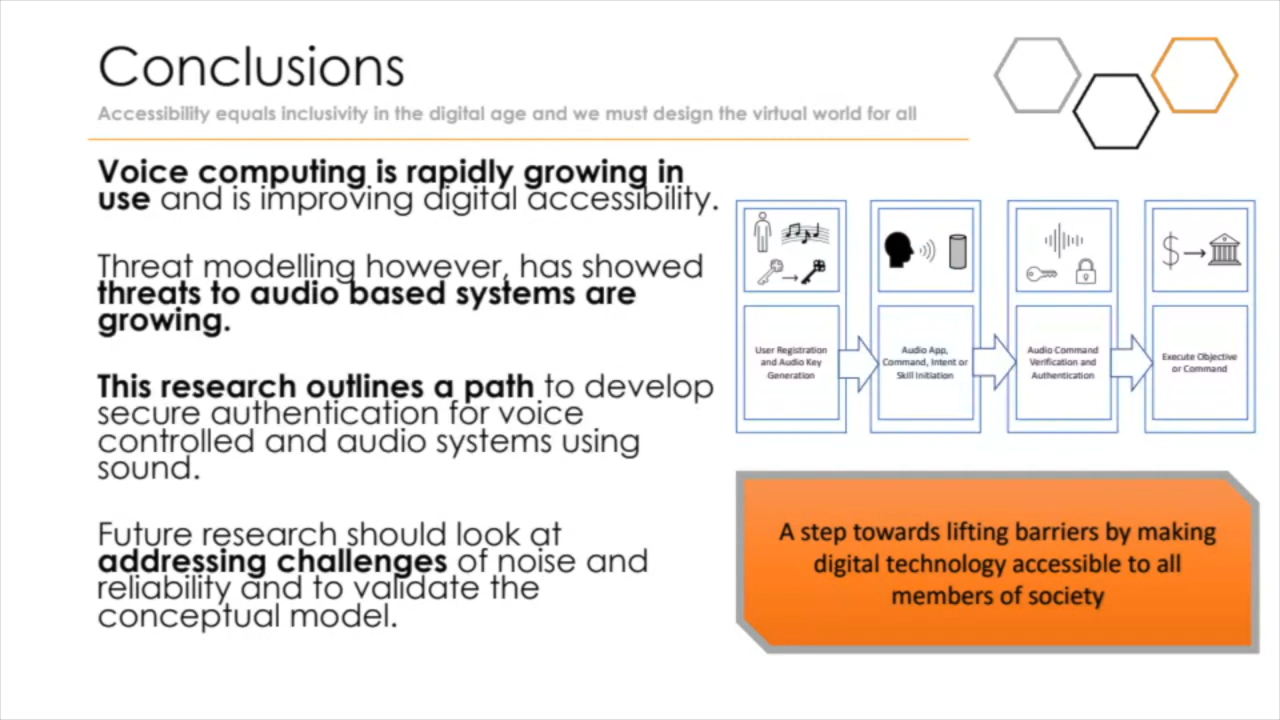 Conclusions
Accessibility equals inclusivity in the digital age and we must design the virtual world for all
Voice computing is rapidly growing in
use and is improving digital accessibility.
Threat modelling however, has showed
threats to audio based systems are
growing.
This research outlines a path to develop
secure authentication for voice
controlled and audio systems using
sound.
Future research should look at
addressing challenges of noise and
reliability and to validate the
conceptual model.
User Registration
and Audio Key
Generation
Audio App,
Command, Intent or
Skill Initiation
Audio Command
Verification and
Authentication
Execute Objective
or Command
A step towards lifting barriers by making
digital technology accessible to all
members of society